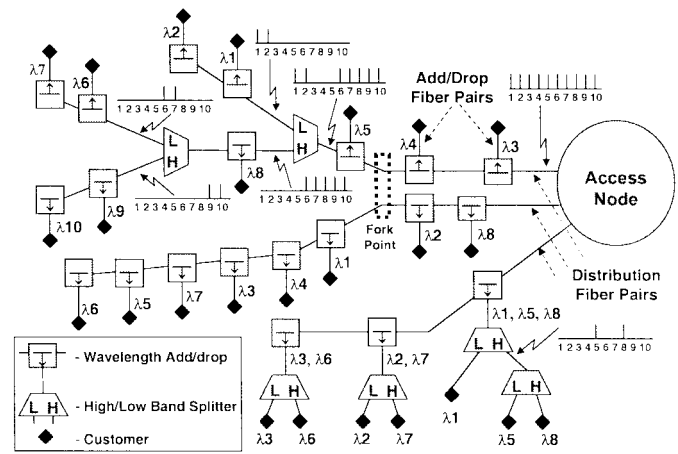 λ2
λ1
1 2 3 4 5 6 7 8 9 10
1 2 3 4 5 6 7 8 9 10
1 2 3 4 5 6 7 8 9 10
Add/Drop
Fiber Pairs
λ7
λ6
1 2 3 4 5 6 7 8 9 10
L
H
λ5
λ4
λ3
L
H
λ8
Access
Node
1 2 3 4 5 6 7 8 9 10
1 2 3 4 5 6 7 8 9 10
λ10
λ9
Fork
Point
λ2
λ8
λ1
Distribution
Fiber Pairs
λ6
λ5
λ7
λ3
λ4
λ1, λ5, λ8
1 2 3 4 5 6 7 8 9 10
L H
λ3, λ6
λ2, λ7
L H
L H
L H
λ1
λ3
λ6
λ2
λ7
λ5
λ8
- Wavelength Add/drop
L H
- High/Low Band Splitter
- Customer